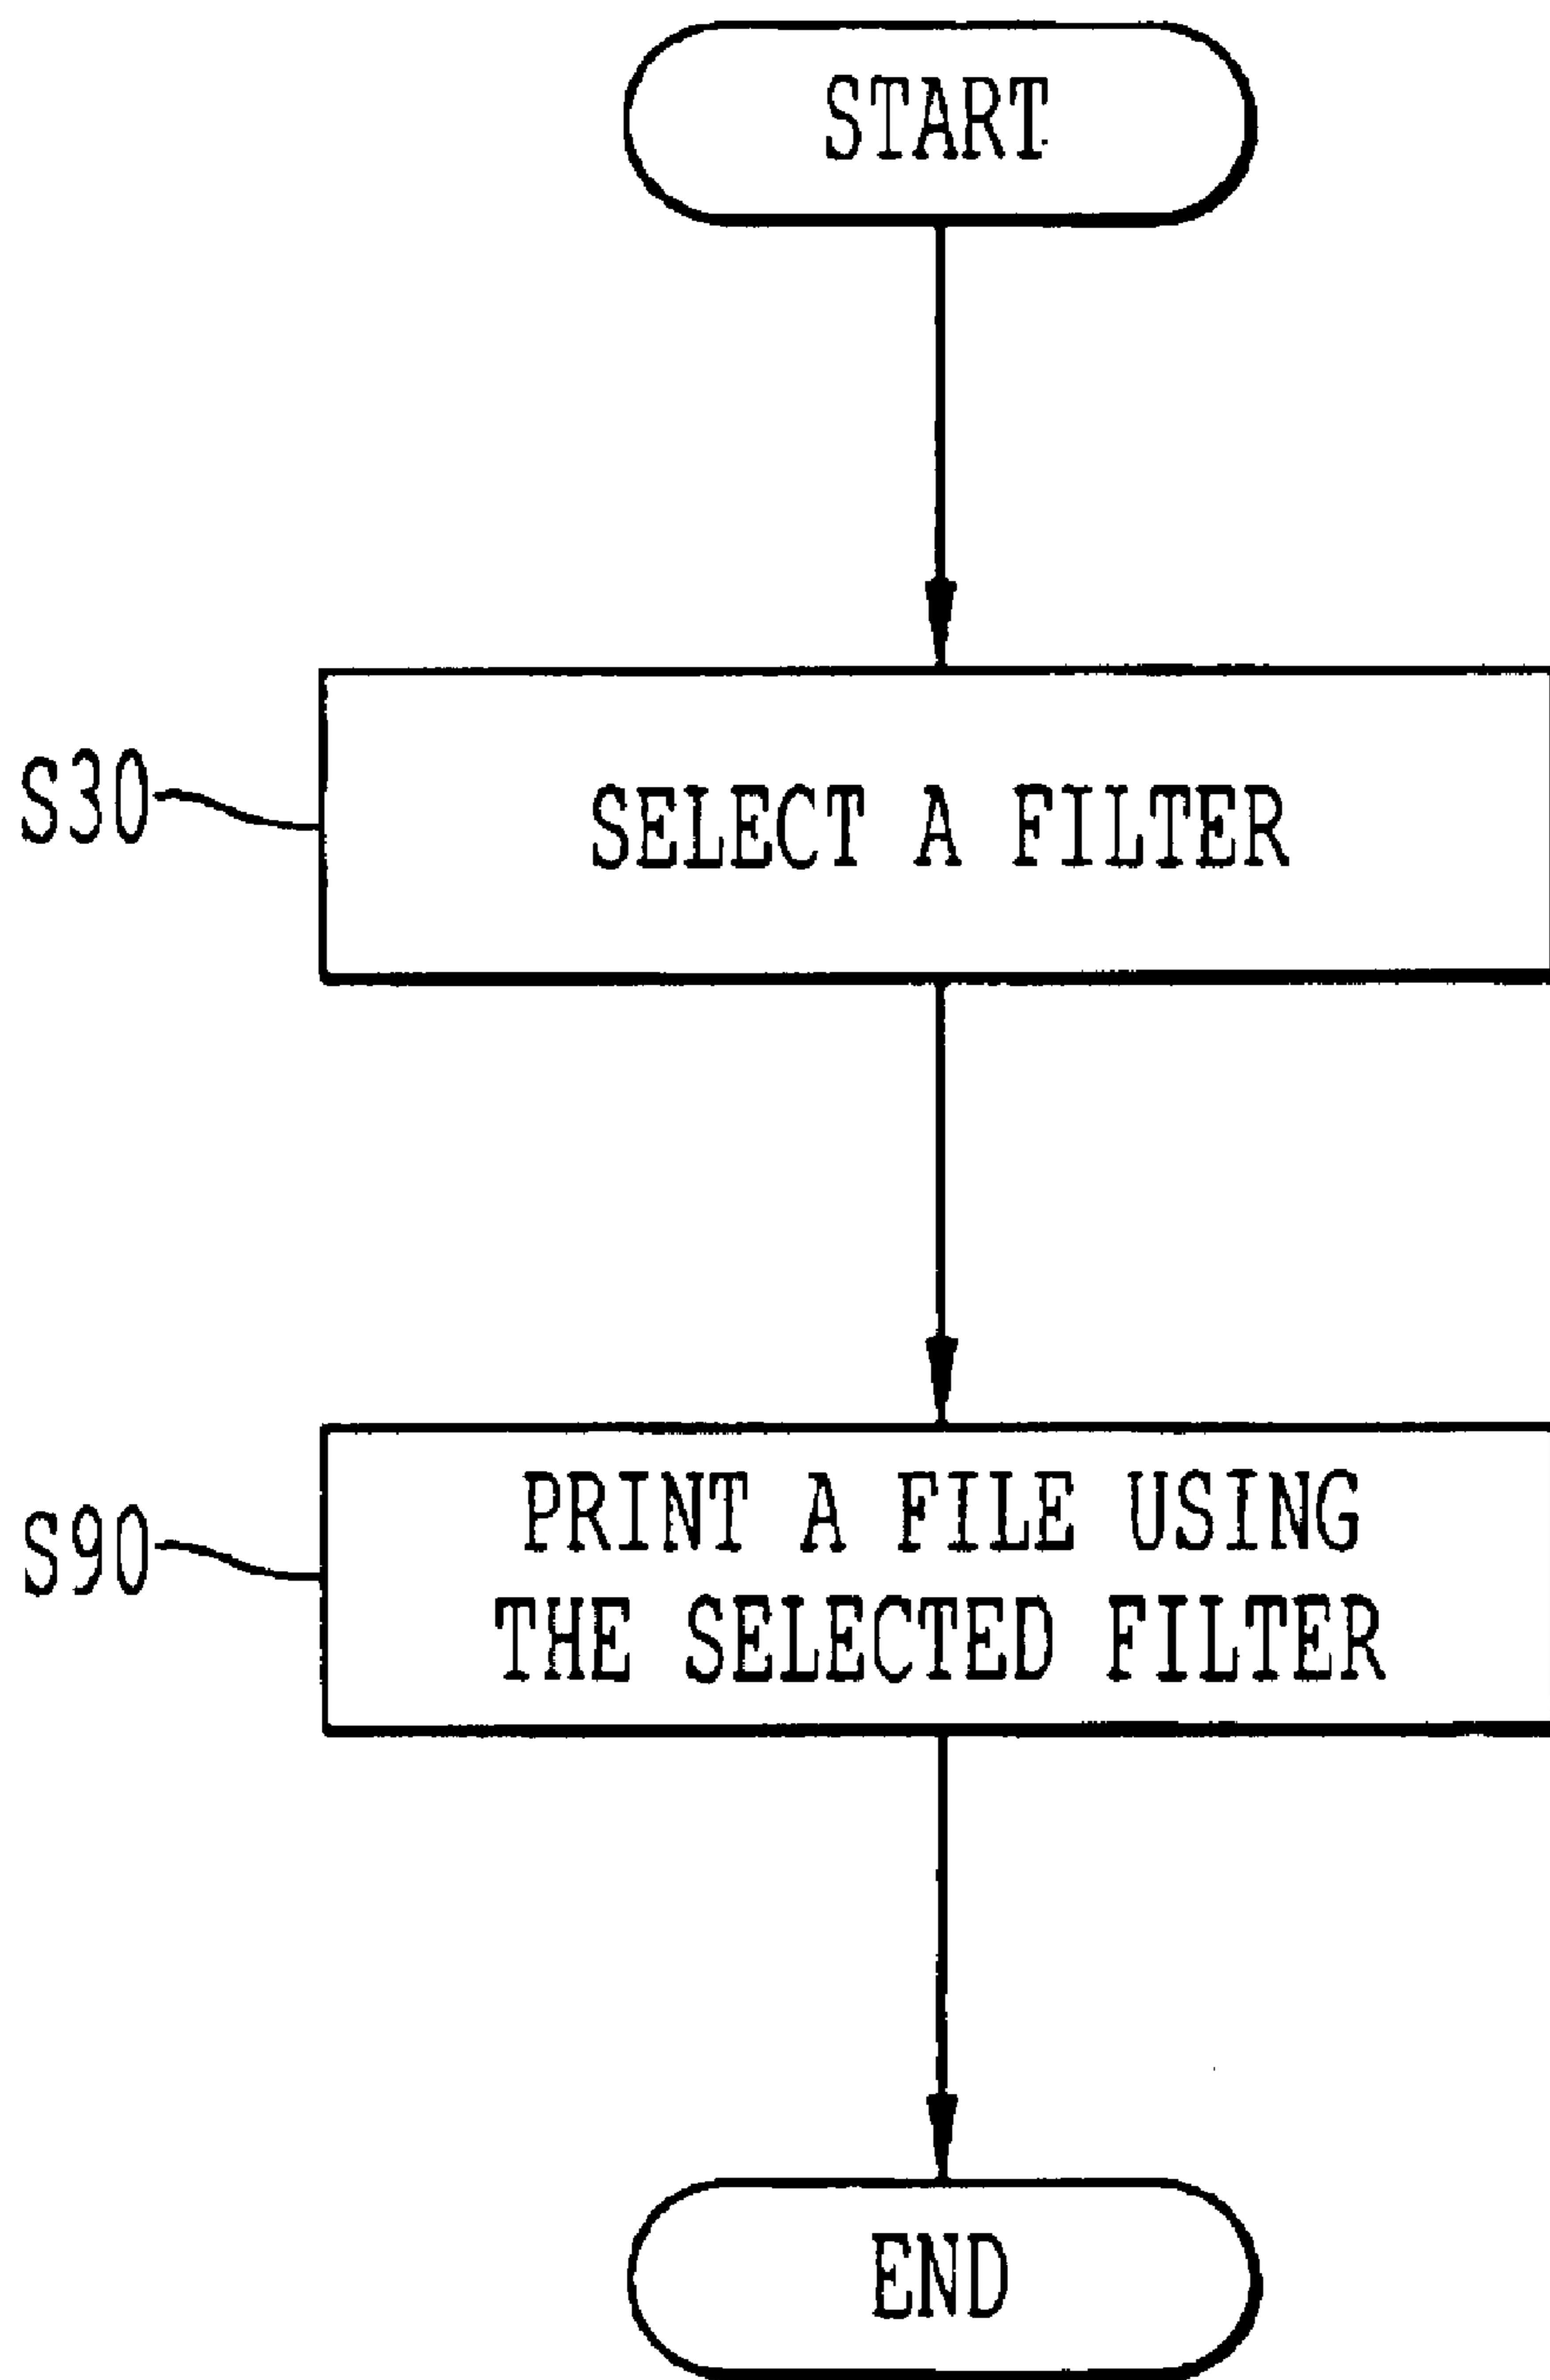 START
S30
SELECT A FILTER
S90
PRINT A FILE USING
THE SELECTED FILTER
END